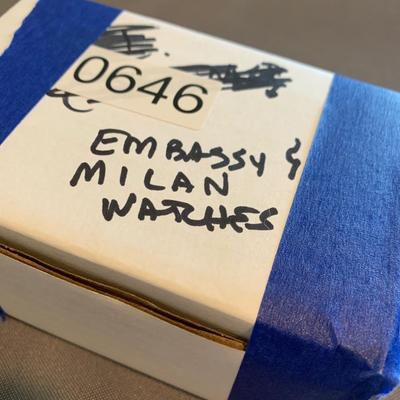 0646
EMBASSY &
MILAN
WATCHES